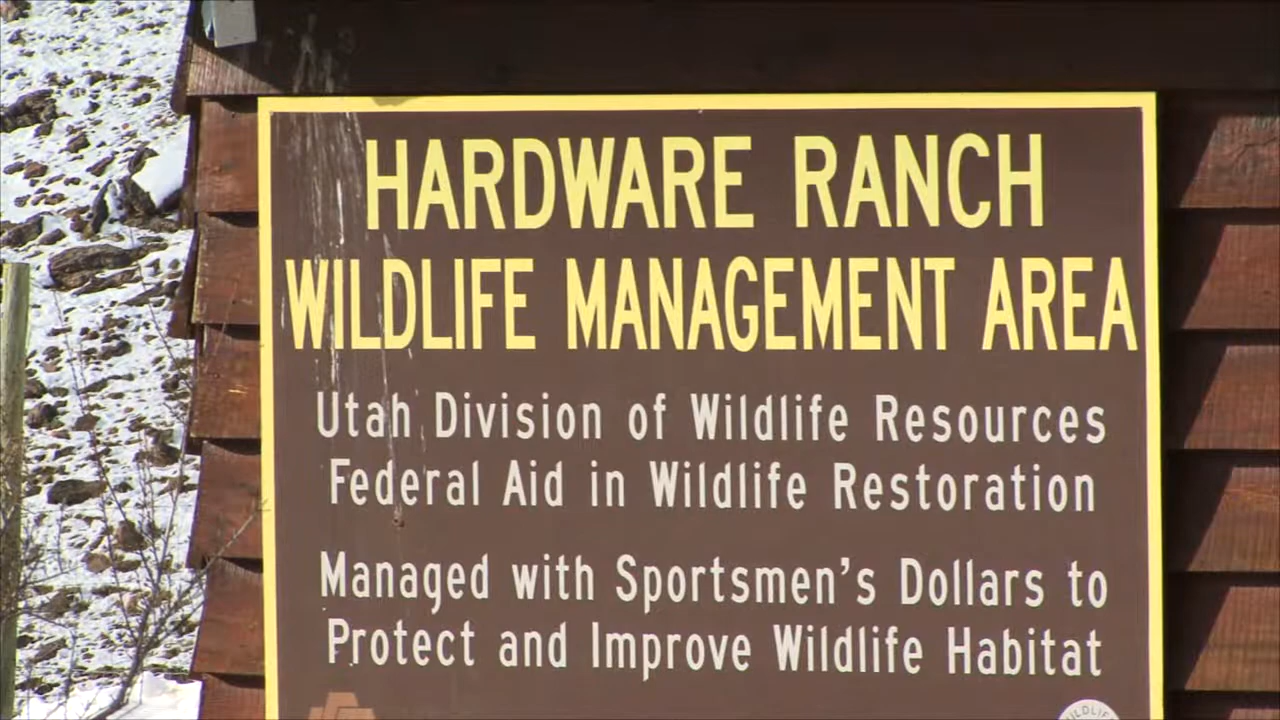 HARDWARE RANCH
WILDLIFE MANAGEMENT AREA
Utah Division of Wildlife Resources
Federal Aid in Wildlife Restoration
Managed with Sportsmen's Dollars to
Protect and Improve Wildlife Habitat